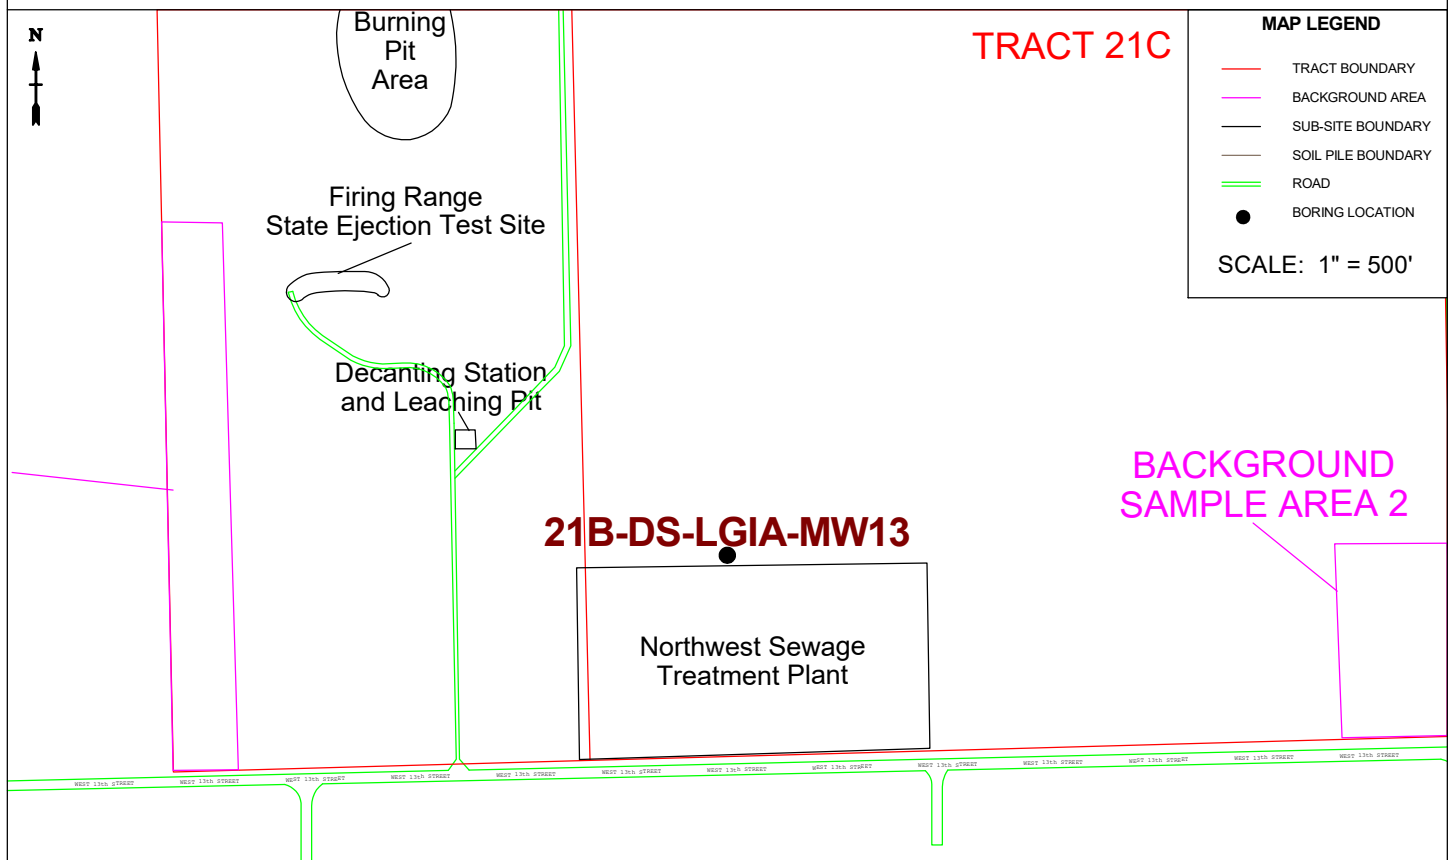 N
Burning
Pit
Area
TRACT 21C
MAP LEGEND
TRACT BOUNDARY
BACKGROUND AREA
SUB-SITE BOUNDARY
SOIL PILE BOUNDARY
ROAD
BORING LOCATION
SCALE: 1" = 500'
Firing Range
State Ejection Test Site
Decanting Station
and Leaching Pit
BACKGROUND
SAMPLE AREA 2
21B-DS-LGIA-MW13
Northwest Sewage
Treatment Plant
WEST 13th STREET
WEST 13th STREET
WEST 13th STREET
WEST 13th STREET
WEST 13th STREET
WEST 13th STREET
WEST 13th STREET
WEST 13th STREET
WEST 13th STREET
WEST 13th STREET
WEST 13th STREET
WEST 13th STREET
WEST 13th STREET